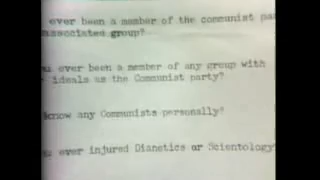 ever been a member of the communist pa
associated group?
ever been a member of any group with
ideals as the Communist party?
know any Communists personally?
ever injured Dianetics or Scientology?